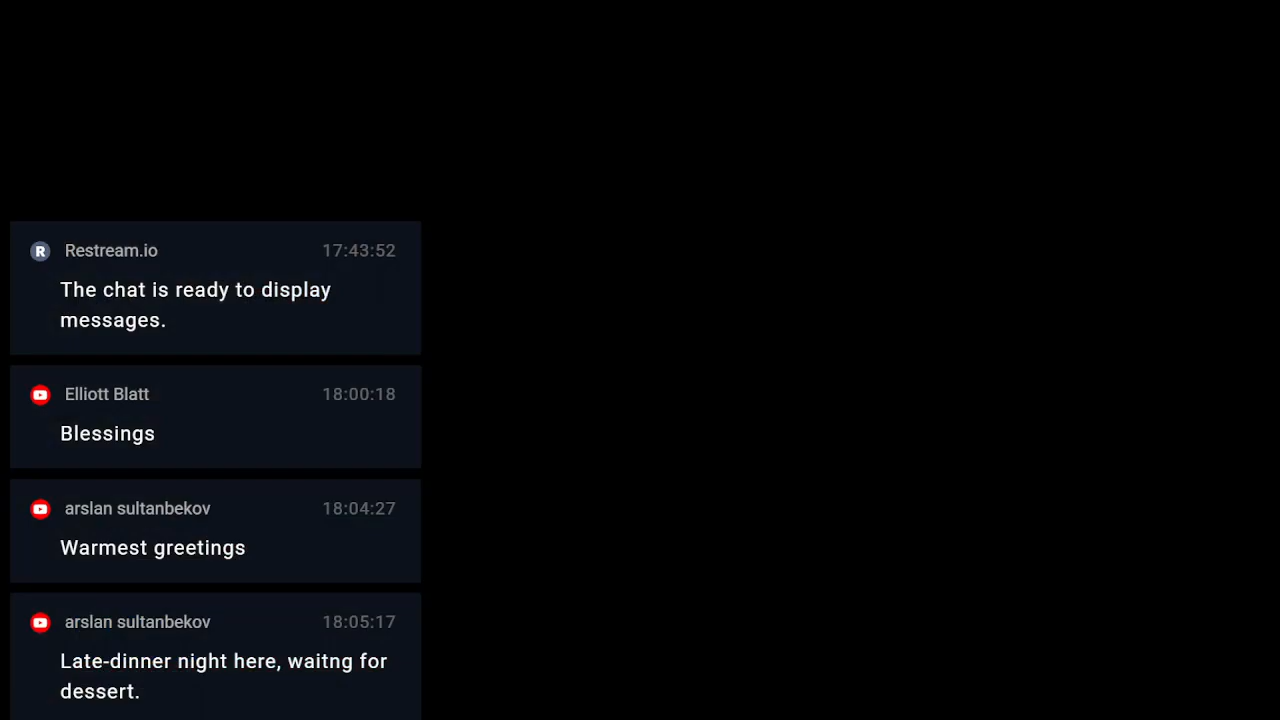 R Restream.io 17:43:52
The chat is ready to display
messages.
Elliott Blatt 18:00:18
Blessings
arslan sultanbekov 18:04:27
Warmest greetings
arslan sultanbekov 18:05:17
Late-dinner night here, waitng for
dessert.